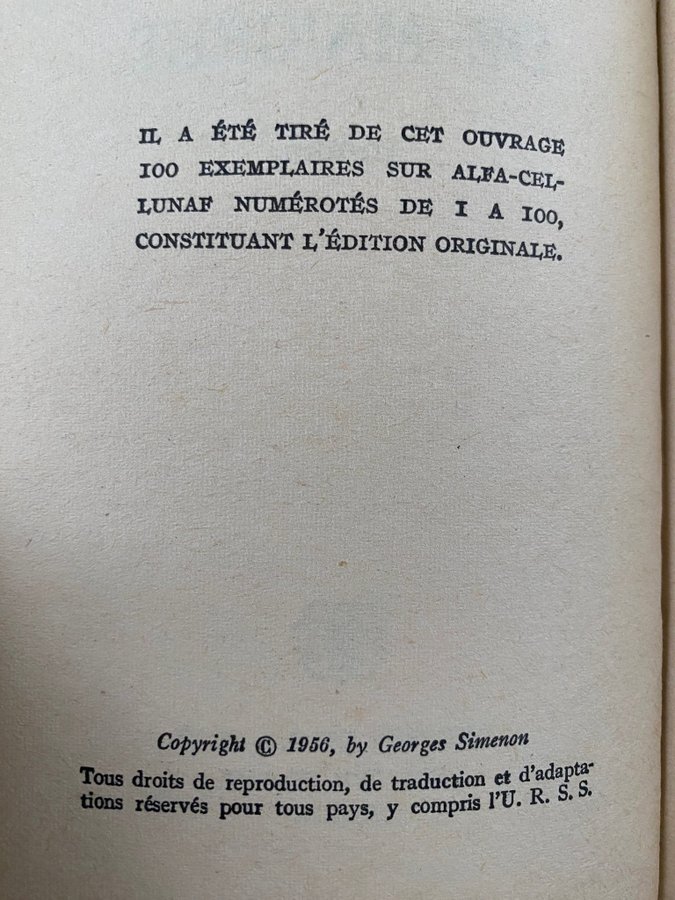 IL A ÉTÉ TIRÉ DE CET OUVRAGE
100 EXEMPLAIRES SUR ALFA-CEL-
LUNAF NUMÉROTÉS DE 1 A 100,
CONSTITUANT L'ÉDITION ORIGINALE.
Copyright © 1956, by Georges Simenon
Tous droits de reproduction, de traduction et d'adapta-
tions réservés pour tous pays, y compris l'U. R. S. S.